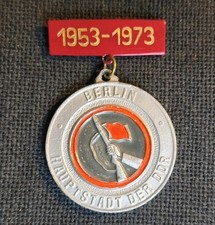 1953-1973
BERLIN
HAUPTSTADT DER DDR